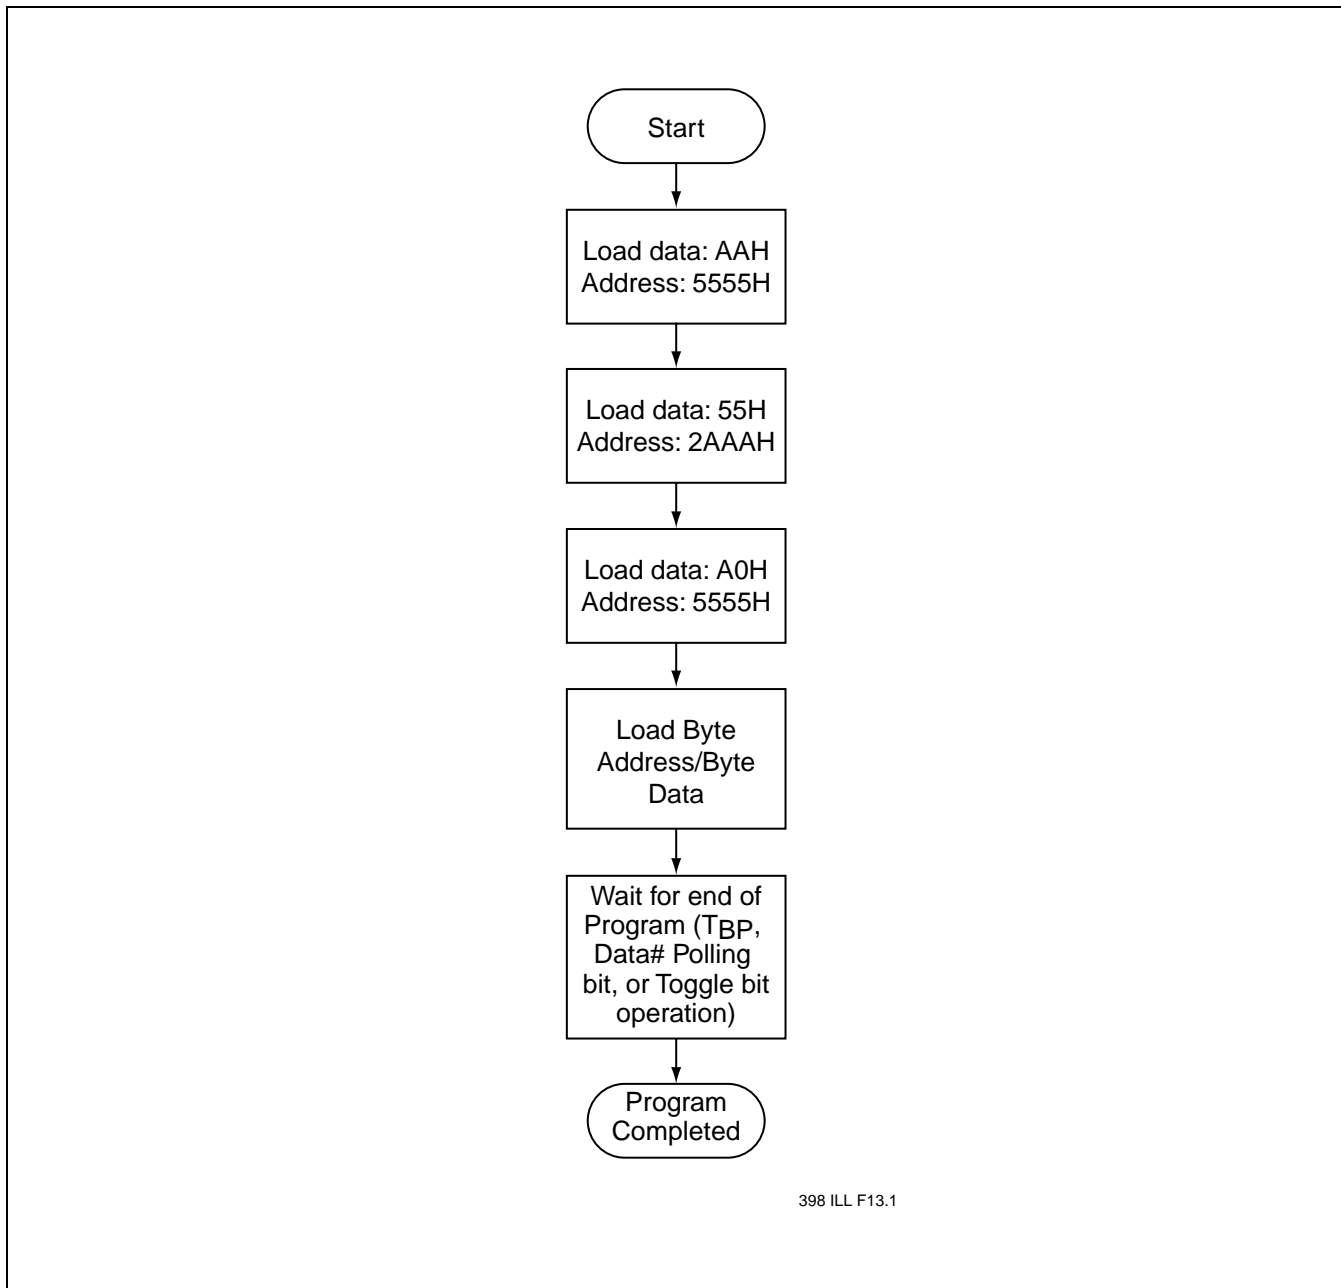 Start
Load data: AAH
Address: 5555H
Load data: 55H
Address: 2AAAH
Load data: A0H
Address: 5555H
Load Byte
Address/Byte
Data
Wait for end of
Program (TBP,
Data# Polling
bit, or Toggle bit
operation)
Program
Completed
398 ILL F13.1